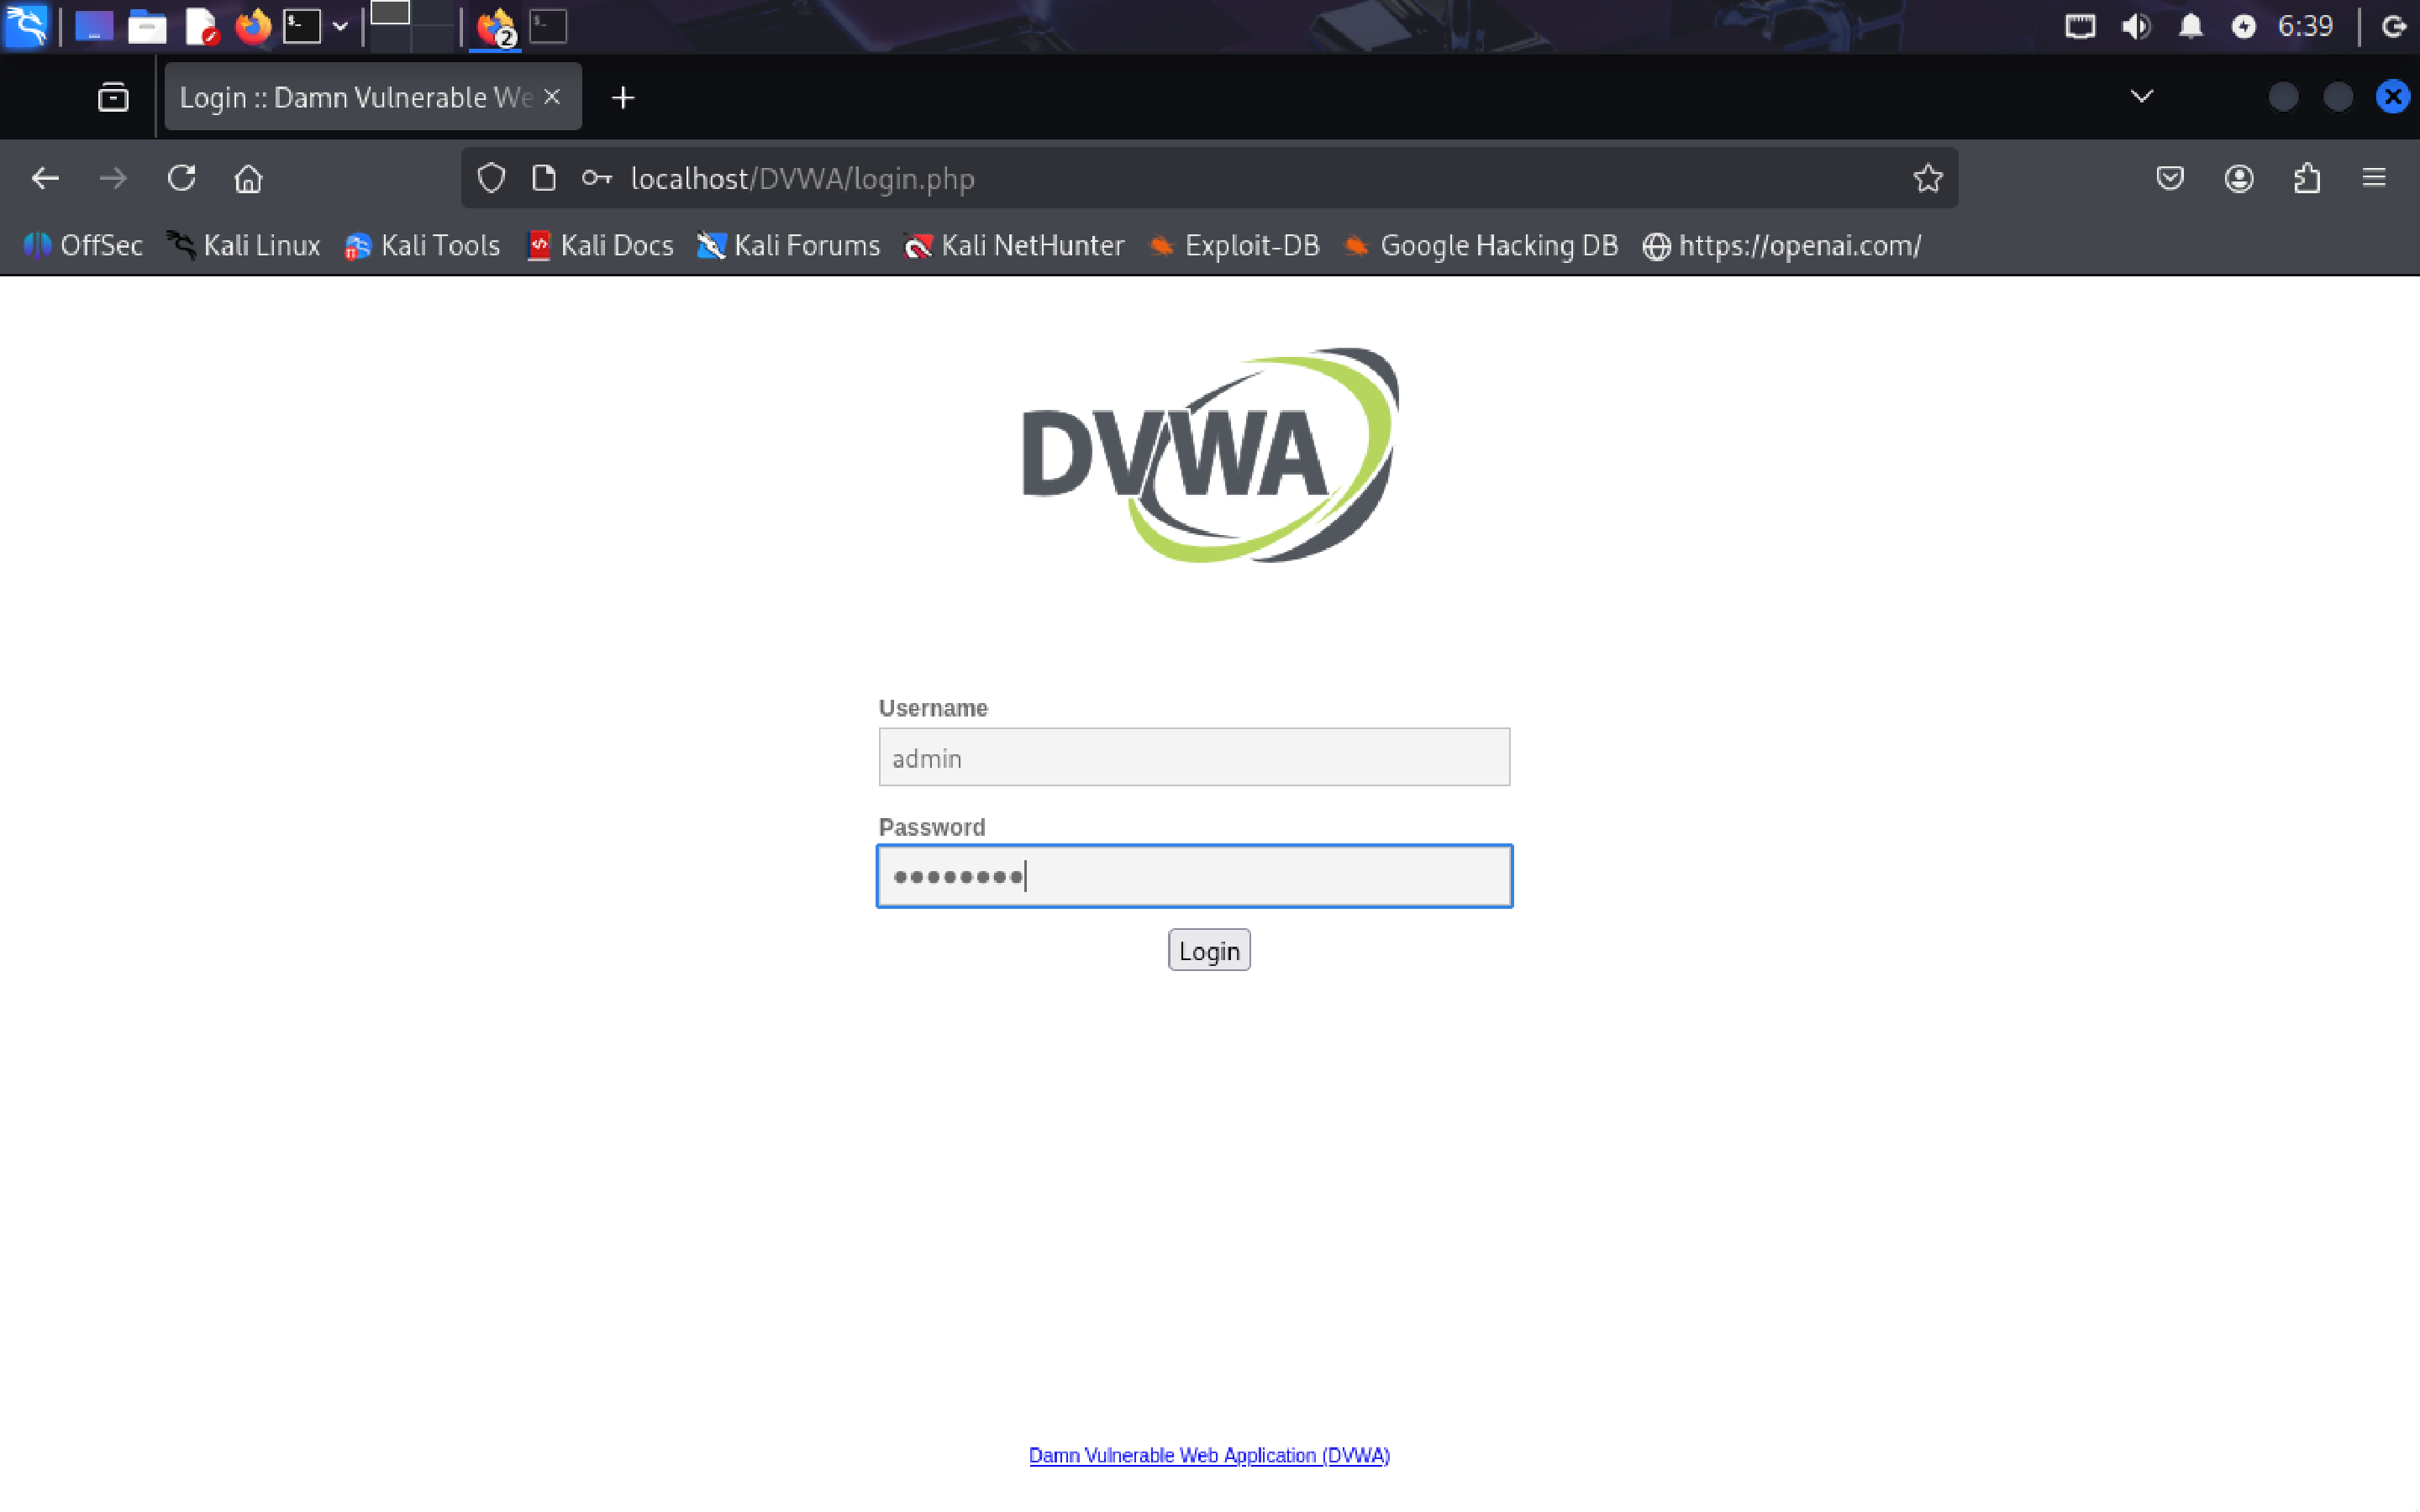 2
6:39
Login :: Damn Vulnerable We
localhost/DVWA/login.php
OffSec Kali Linux Kali Tools Kali Docs Kali Forums Kali NetHunter Exploit-DB Google Hacking DB https://openai.com/
DVWA
Username
admin
Password
••••••••
Login
Damn Vulnerable Web Application (DVWA)